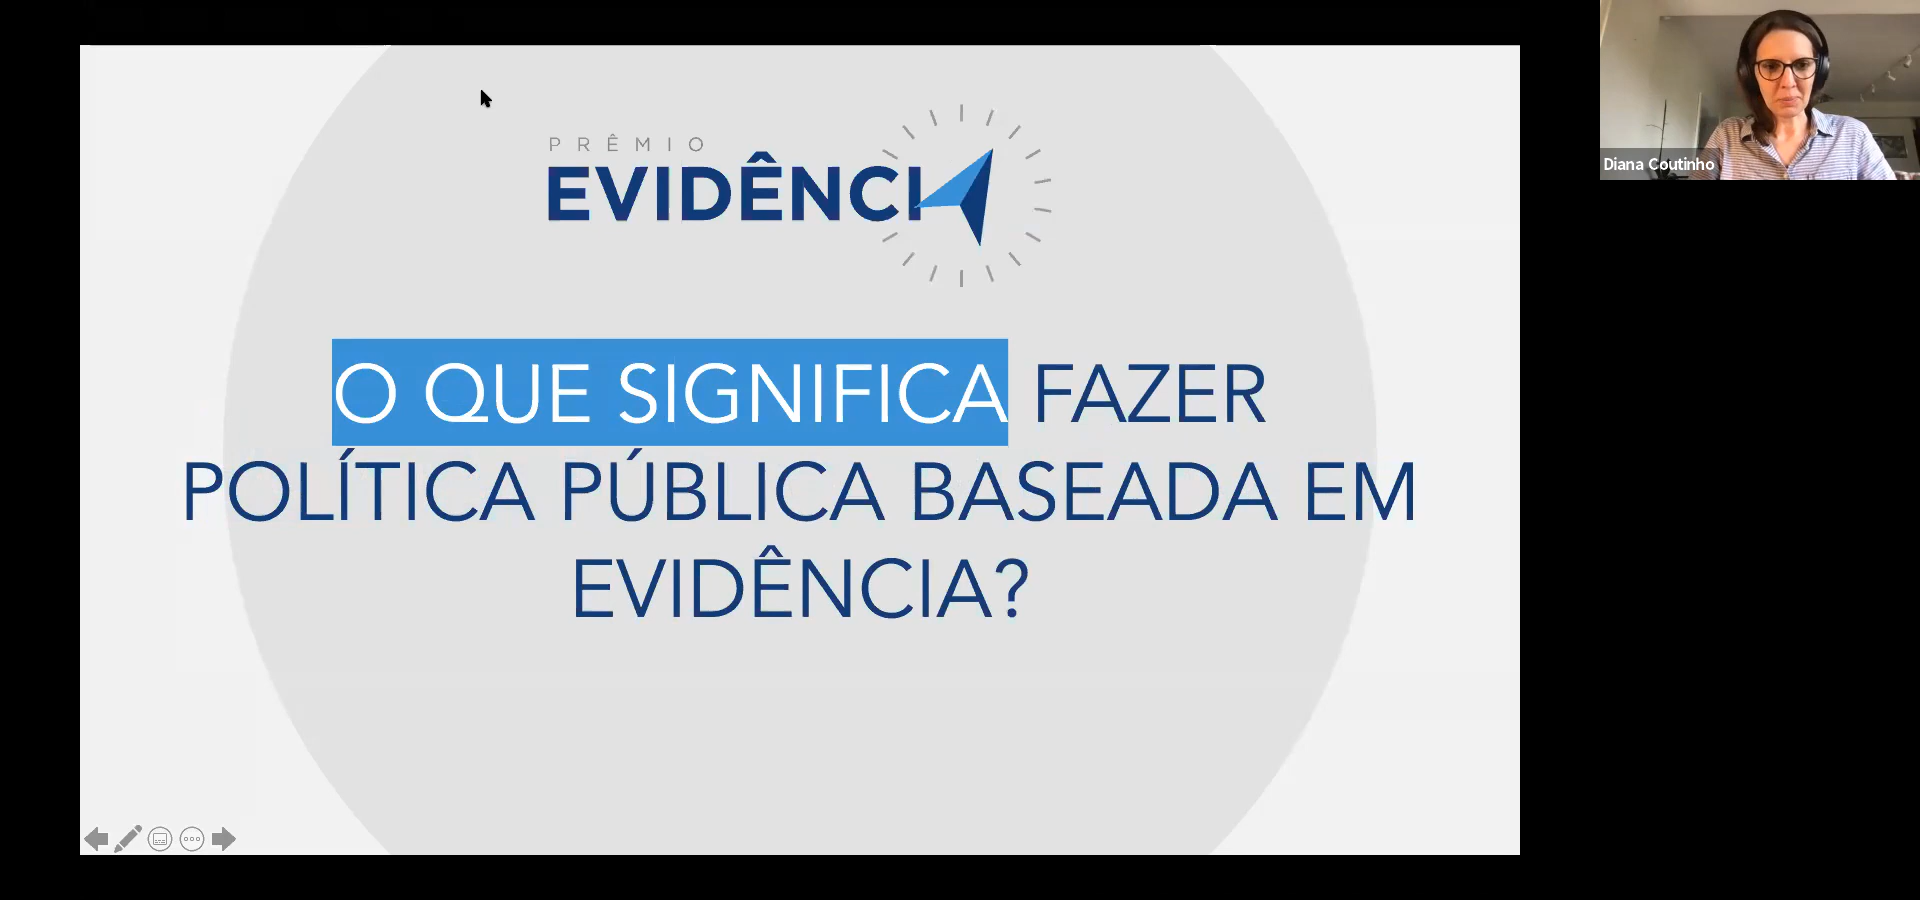 PRÊMIO
EVIDÊNCI
O QUE SIGNIFICA FAZER
POLÍTICA PÚBLICA BASEADA EM
EVIDÊNCIA?
Diana Coutinho